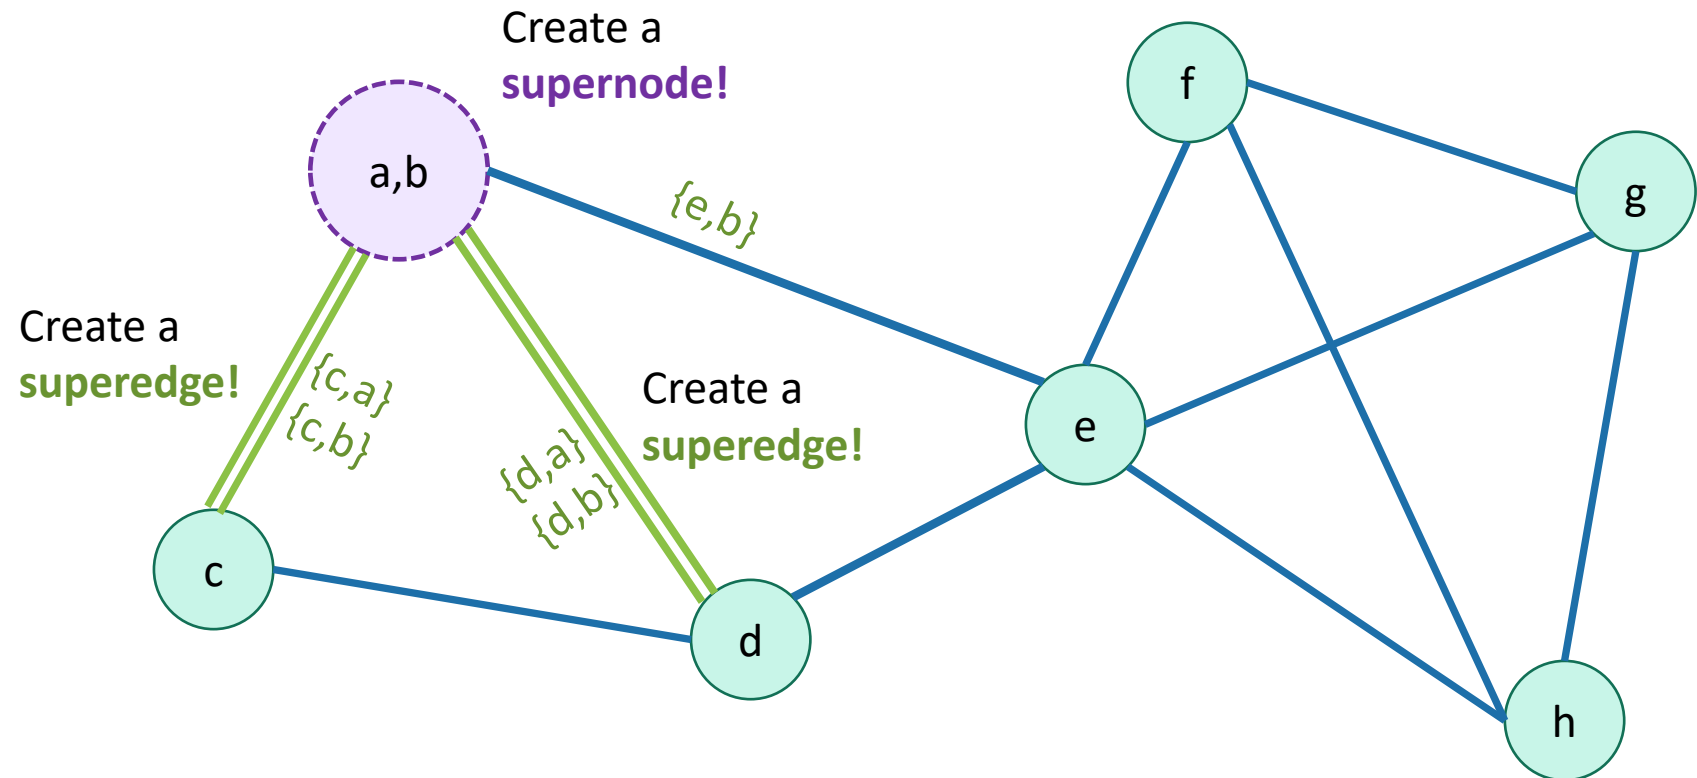 Create a
supernode!
f
a,b
g
{e,b}
Create a
superedge!
{c,a}
{c,b}
Create a
superedge!
e
{d,a}
{d,b}
c
d
h